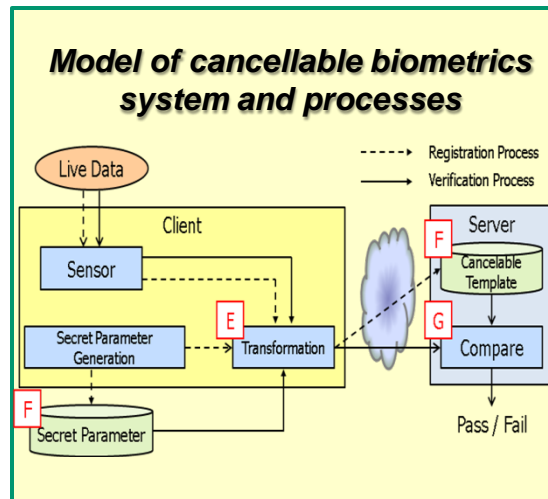 Model of cancellable biometrics
system and processes
Registration Process
Verification Process
Live Data
Client
Server
Sensor
F
Cancelable
Template
E
G
Secret Parameter
Generation
Transformation
Compare
F
Secret Parameter
Pass / Fail